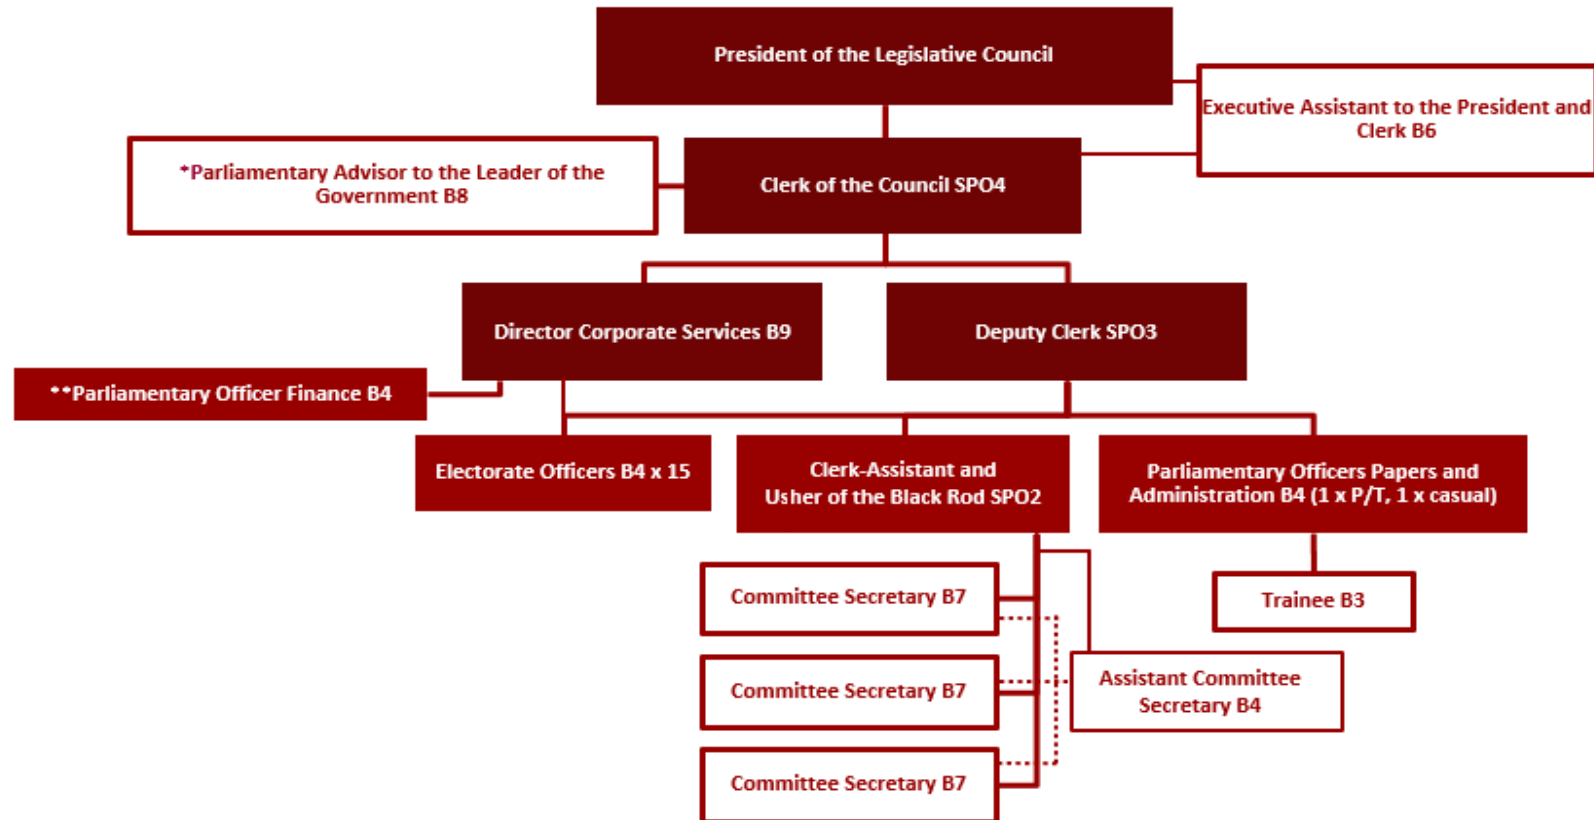 President of the Legislative Council
Executive Assistant to the President and
Clerk B6
*Parliamentary Advisor to the Leader of the
Government B8
Clerk of the Council SPO4
Director Corporate Services B9
Deputy Clerk SPO3
**Parliamentary Officer Finance B4
Electorate Officers B4 x 15
Clerk-Assistant and
Usher of the Black Rod SPO2
Parliamentary Officers Papers and
Administration B4 (1 x P/T, 1 x casual)
Committee Secretary B7
Trainee B3
Committee Secretary B7
Assistant Committee
Secretary B4
Committee Secretary B7